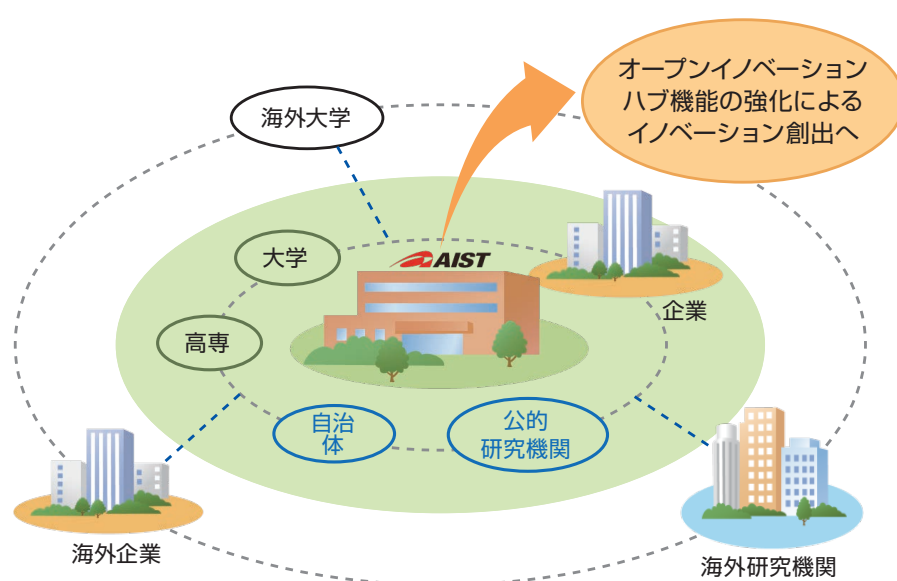 オープンイノベーション
ハブ機能の強化による
イノベーション創出へ
海外大学
大学
AIST
企業
高専
自治
体
公的
研究機関
海外企業
海外研究機関